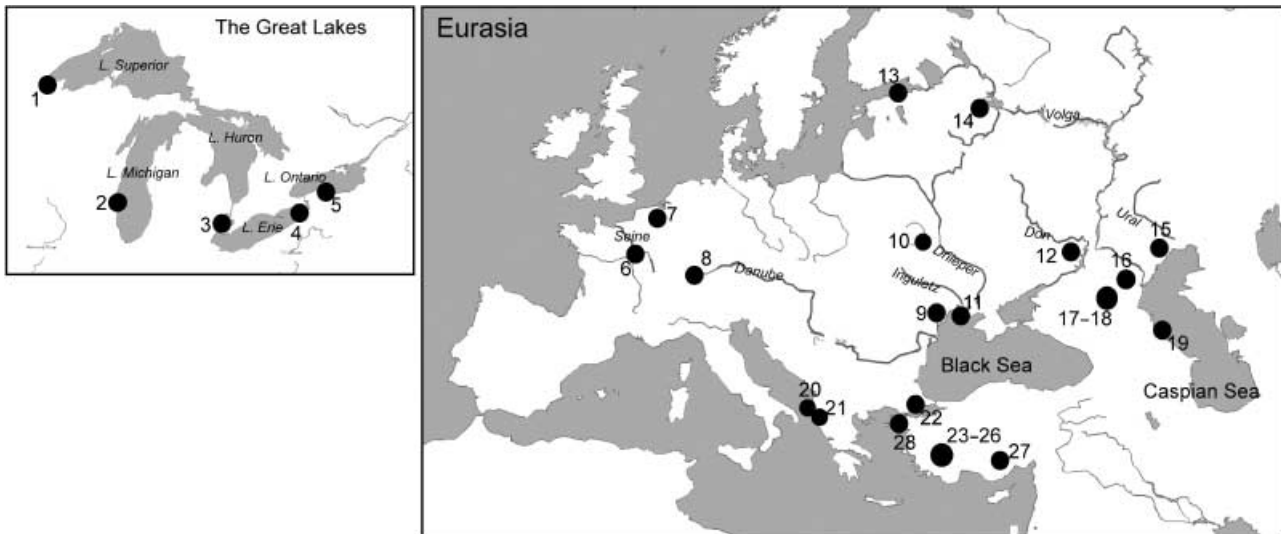 The Great Lakes
L. Superior
1
L. Huron
L. Michigan
L. Ontario
2
3
L. Erie
4
5
Eurasia
13
14
Volga
7
Seine
6
8
Danube
10
Dnieper
Inguletz
9
11
Don
12
Ural
15
16
17-18
19
Black Sea
Caspian Sea
20
21
22
28
23-26
27